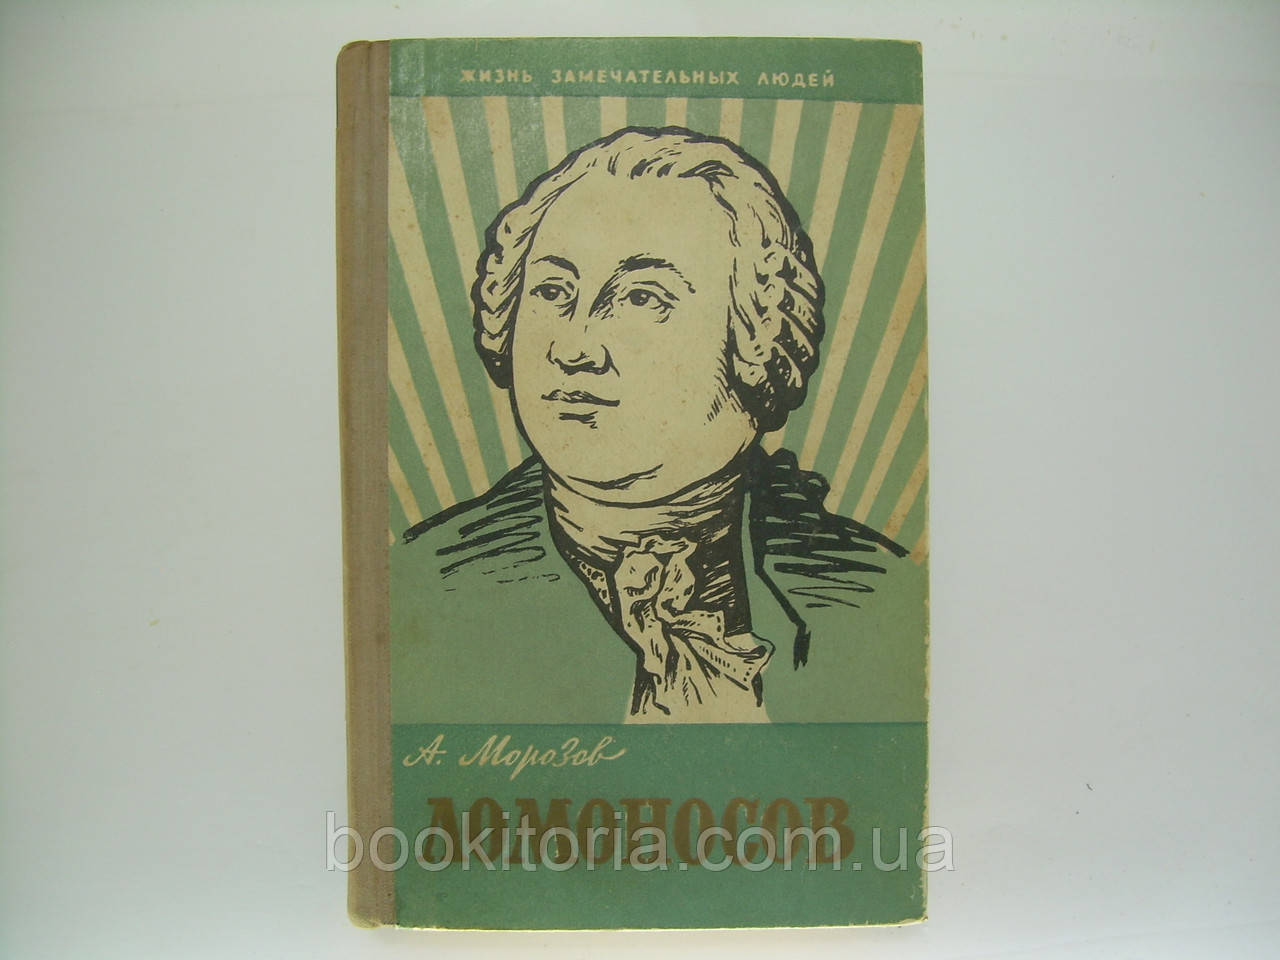 ЖИЗНЬ ЗАМЕЧАТЕЛЬНЫХ ЛЮДЕЙ
А. Морозов
ЛОМОНОСОВ
bookitoria.com.ua